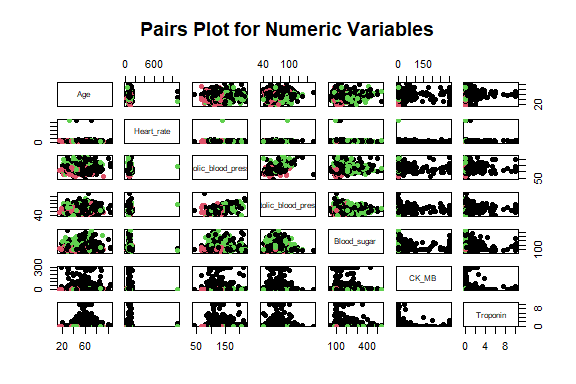 Pairs Plot for Numeric Variables
0 600
40 100
0 150
Age
20
0
Heart_rate
olic_blood_pres
50
40
tolic_blood_pres
Blood_sugar
100
0 300
CK_MB
Troponin
0 8
20 60
50 150
100 400
0 4 8